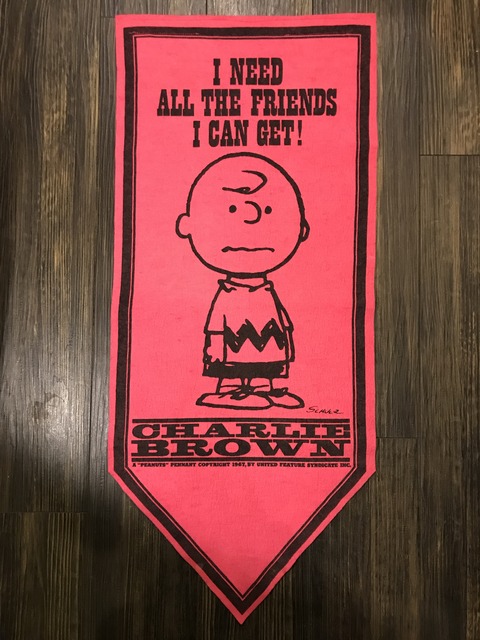 I NEED
ALL THE FRIENDS
I CAN GET!
SCHULZ
CHARLIE
BROWN
A "PEANUTS" PENNANT COPYRIGHT 1967, BY UNITED FEATURE SYNDICATE INC.